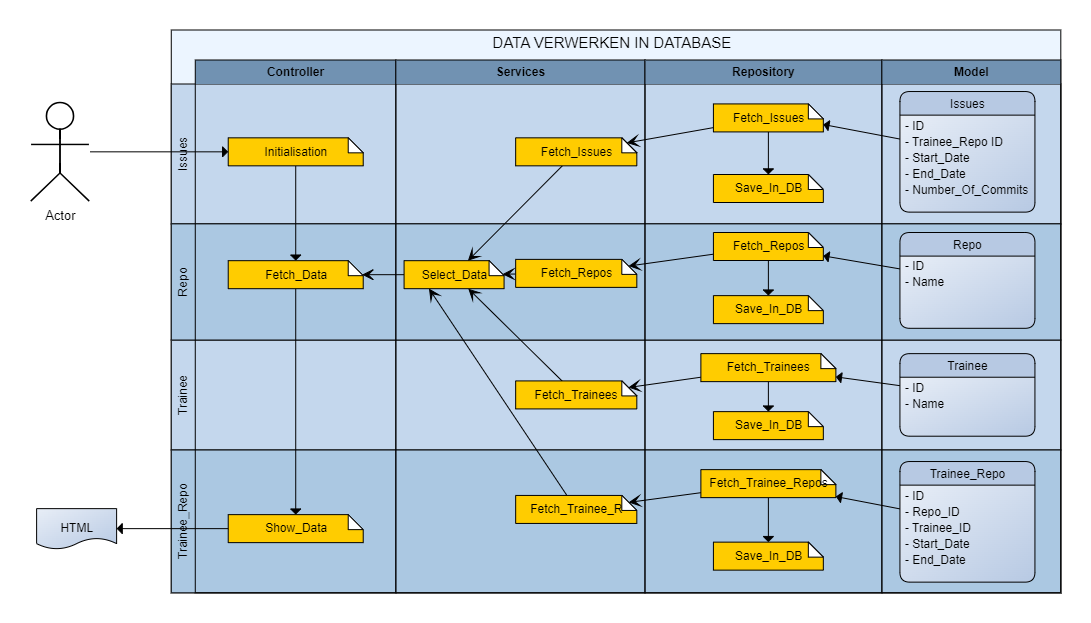 DATA VERWERKEN IN DATABASE
Controller
Services
Repository
Model
Issues
Repo
Trainee
Trainee_Repo
Actor
Initialisation
Fetch_Issues
Fetch_Issues
Save_In_DB
Issues
- ID
- Trainee_Repo ID
- Start_Date
- End_Date
- Number_Of_Commits
Fetch_Data
Select_Data
Fetch_Repos
Fetch_Repos
Save_In_DB
Repo
- ID
- Name
Fetch_Trainees
Fetch_Trainees
Save_In_DB
Trainee
- ID
- Name
HTML
Show_Data
Fetch_Trainee_R
Fetch_Trainee_Repos
Save_In_DB
Trainee_Repo
- ID
- Repo_ID
- Trainee_ID
- Start_Date
- End_Date